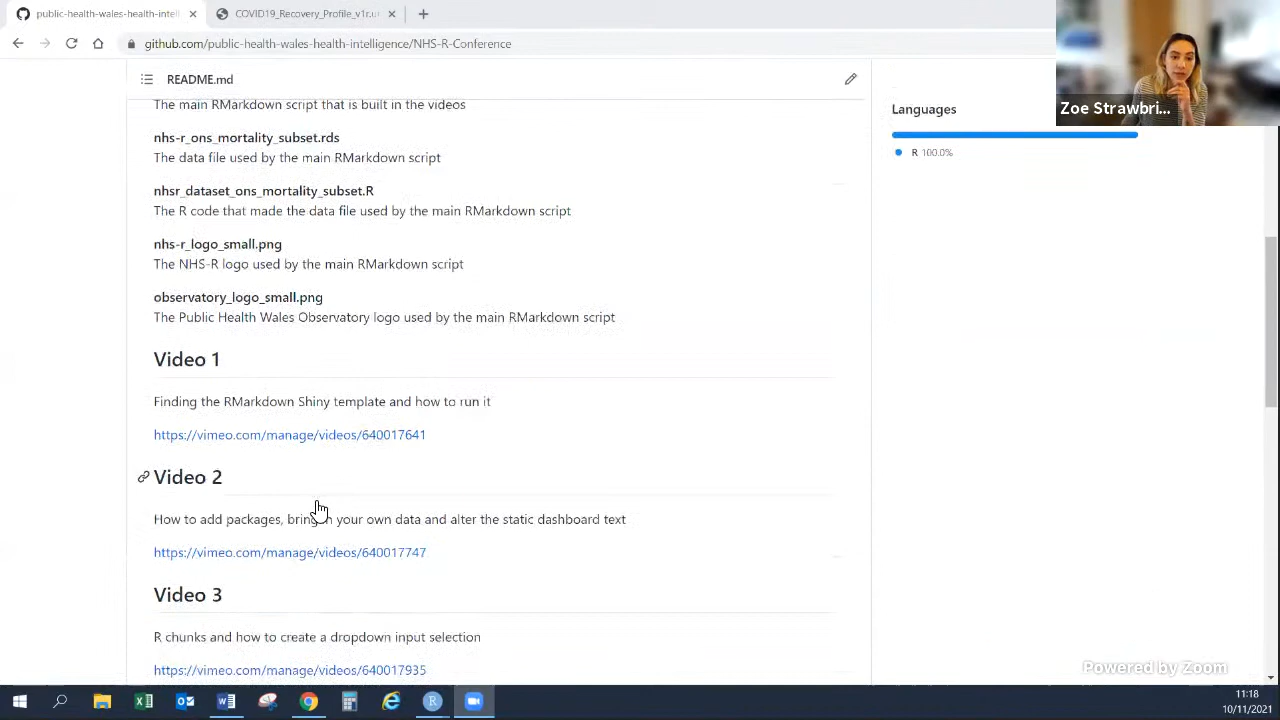 public-health-wales-health-intelli
COVID19_Recovery_Profile_v1r.u
github.com/public-health-wales-health-intelligence/NHS-R-Conference
README.md
The main RMarkdown script that is built in the videos
nhs-r_ons_mortality_subset.rds
The data file used by the main RMarkdown script
nhsr_dataset_ons_mortality_subset.R
The R code that made the data file used by the main RMarkdown script
nhs-r_logo_small.png
The NHS-R logo used by the main RMarkdown script
observatory_logo_small.png
The Public Health Wales Observatory logo used by the main RMarkdown script
Video 1
Finding the RMarkdown Shiny template and how to run it
https://vimeo.com/manage/videos/640017641
Video 2
How to add packages, bring in your own data and alter the static dashboard text
https://vimeo.com/manage/videos/640017747
Video 3
R chunks and how to create a dropdown input selection
https://vimeo.com/manage/videos/640017935
Languages
R 100.0%
Zoe Strawbri...
Powered by Zoom
11:18
10/11/2021